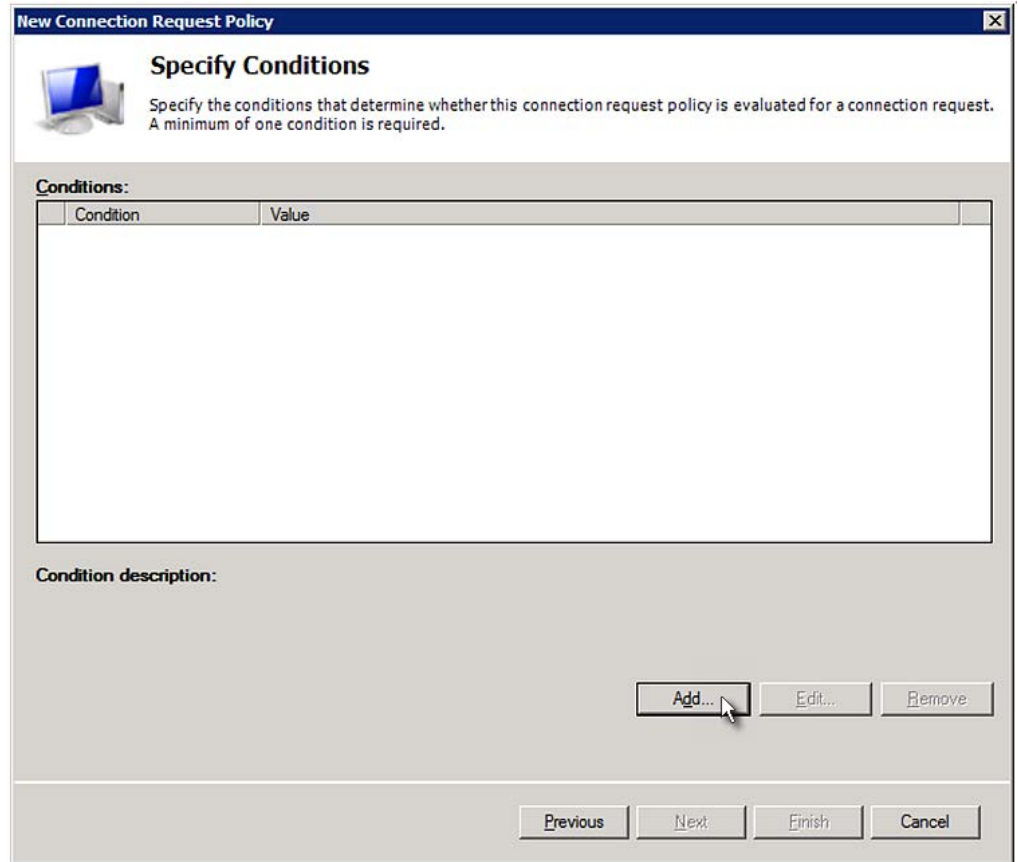 New Connection Request Policy
Specify Conditions
Specify the conditions that determine whether this connection request policy is evaluated for a connection request.
A minimum of one condition is required.
Conditions:
Condition Value
Condition description:
Add... Edit... Remove
Previous Next Finish Cancel